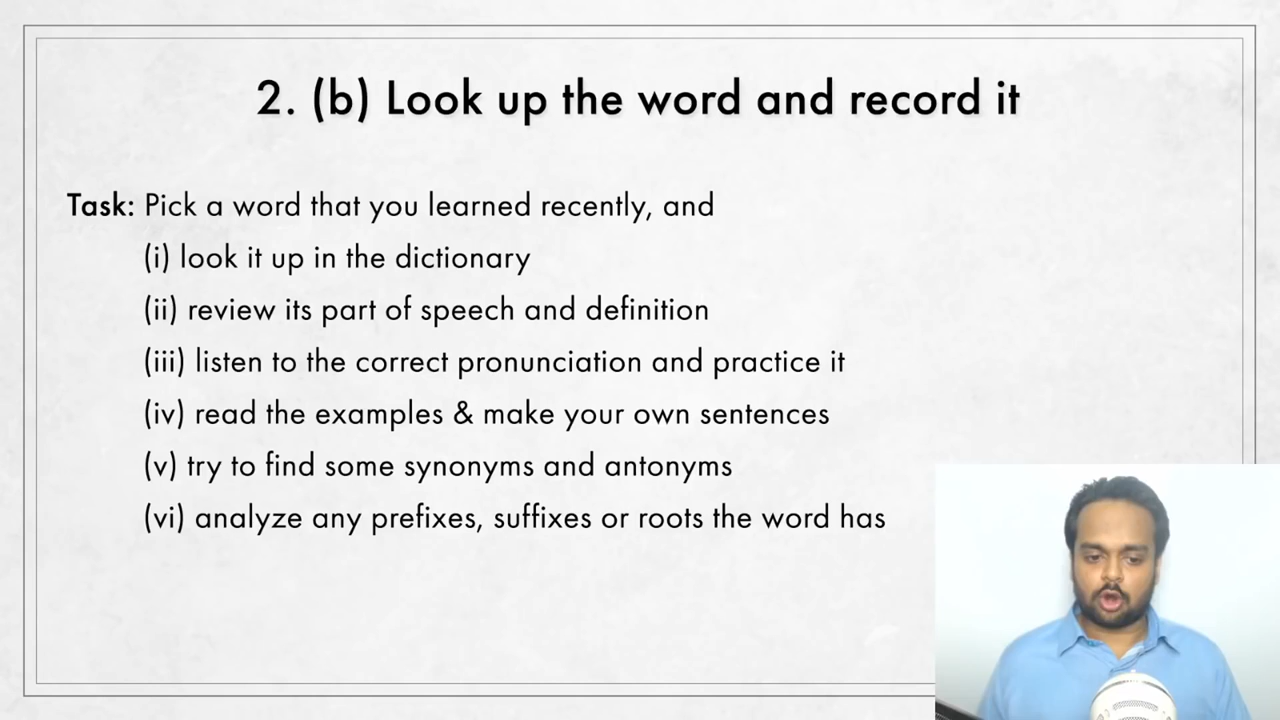 2. (b) Look up the word and record it
Task: Pick a word that you learned recently, and
(i) look it up in the dictionary
(ii) review its part of speech and definition
(iii) listen to the correct pronunciation and practice it
(iv) read the examples & make your own sentences
(v) try to find some synonyms and antonyms
(vi) analyze any prefixes, suffixes or roots the word has